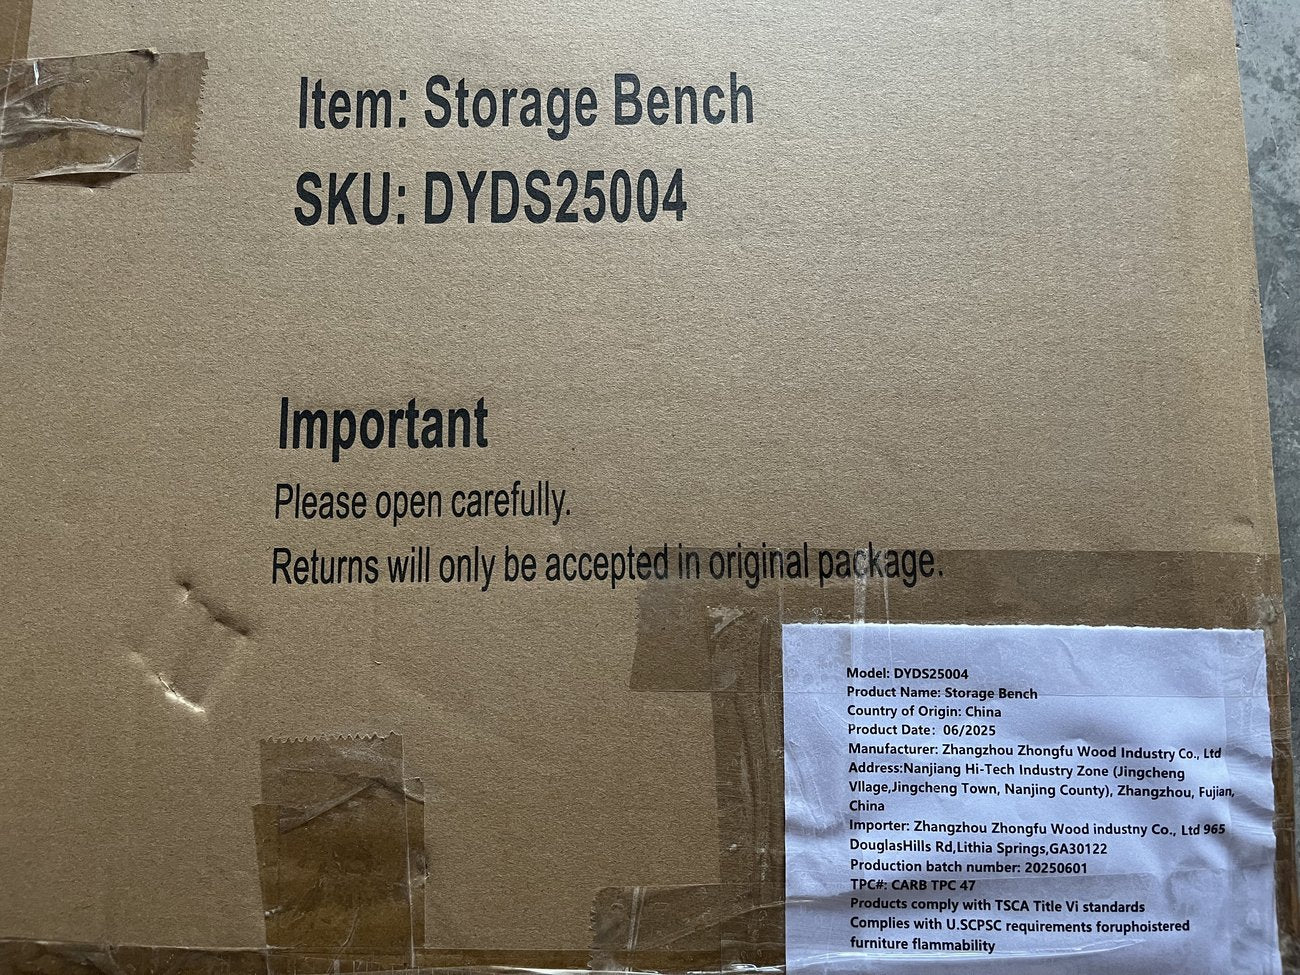 Item: Storage Bench
SKU: DYDS25004
Important
Please open carefully.
Returns will only be accepted in original package.
Model: DYDS25004
Product Name: Storage Bench
Country of Origin: China
Product Date: 06/2025
Manufacturer: Zhangzhou Zhongfu Wood Industry Co., Ltd
Address:Nanjiang Hi-Tech Industry Zone (Jingcheng
Vllage,Jingcheng Town, Nanjing County), Zhangzhou, Fujian,
China
Importer: Zhangzhou Zhongfu Wood industny Co., Ltd 965
DouglasHills Rd,Lithia Springs,GA30122
Production batch number: 20250601
TPC#: CARB TPC 47
Products comply with TSCA Title Vi standards
Complies with U.SCPSC requirements foruphoistered
furniture flammability